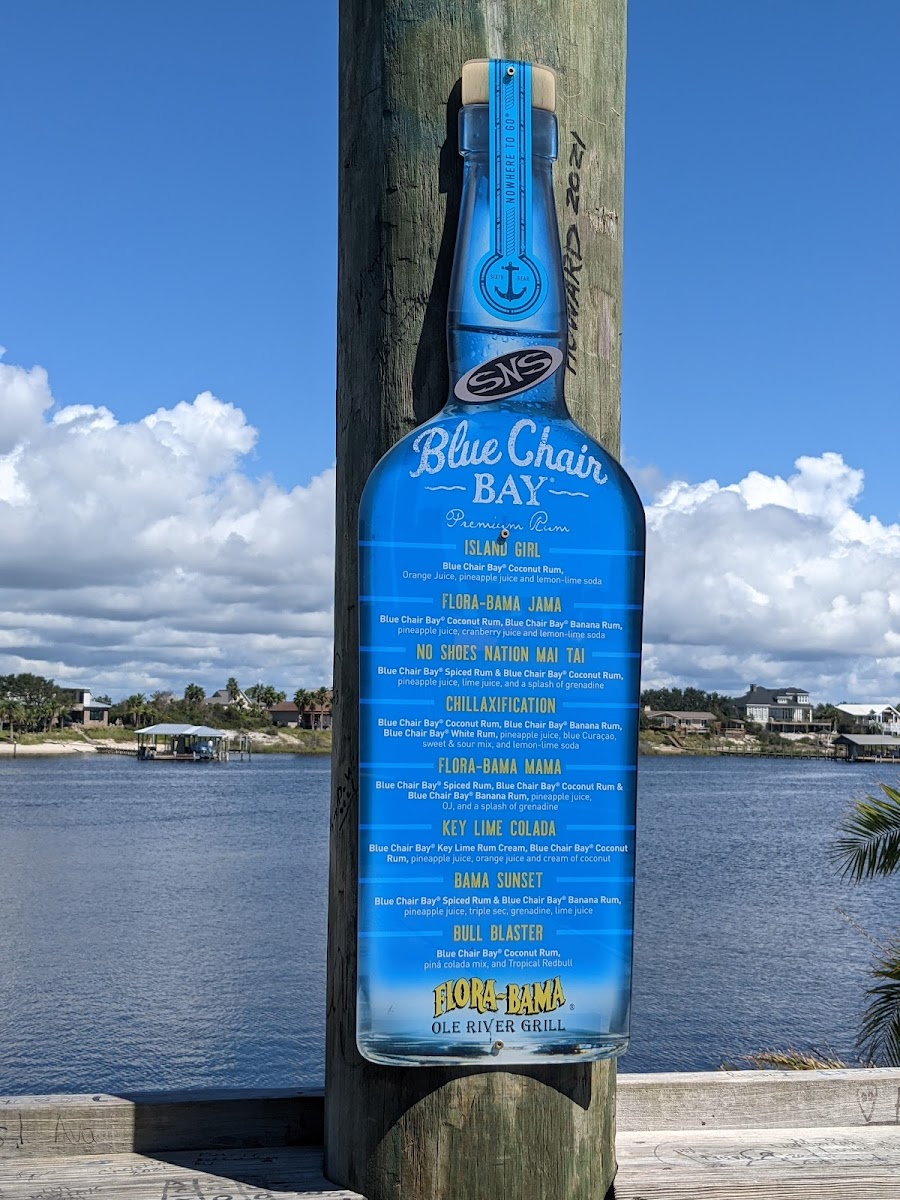 NOWHERE TO GO®
HOWARD 2021
SNS
Blue Chair
BAY®
Premium Rum
ISLAND GIRL
Blue Chair Bay® Coconut Rum,
Orange Juice, pineapple juice and lemon-lime soda
FLORA-BAMA JAMA
Blue Chair Bay® Coconut Rum, Blue Chair Bay® Banana Rum,
pineapple juice, cranberry juice and lemon-lime soda
NO SHOES NATION MAI TAI
Blue Chair Bay® Spiced Rum & Blue Chair Bay® Coconut Rum,
pineapple juice, lime juice, and a splash of grenadine
CHILLAXIFICATION
Blue Chair Bay® Coconut Rum, Blue Chair Bay® Banana Rum,
Blue Chair Bay® White Rum, pineapple juice, blue Curaçao,
sweet & sour mix, and lemon-lime soda
FLORA-BAMA MAMA
Blue Chair Bay® Spiced Rum, Blue Chair Bay® Coconut Rum &
Blue Chair Bay® Banana Rum, pineapple juice,
OJ, and a splash of grenadine
KEY LIME COLADA
Blue Chair Bay® Key Lime Rum Cream, Blue Chair Bay® Coconut
Rum, pineapple juice, orange juice and cream of coconut
BAMA SUNSET
Blue Chair Bay® Spiced Rum & Blue Chair Bay® Banana Rum,
pineapple juice, triple sec, grenadine, lime juice
BULL BLASTER
Blue Chair Bay® Coconut Rum,
pinã colada mix, and Tropical Redbull
FLORA-BAMA®
OLE RIVER GRILL
Ava